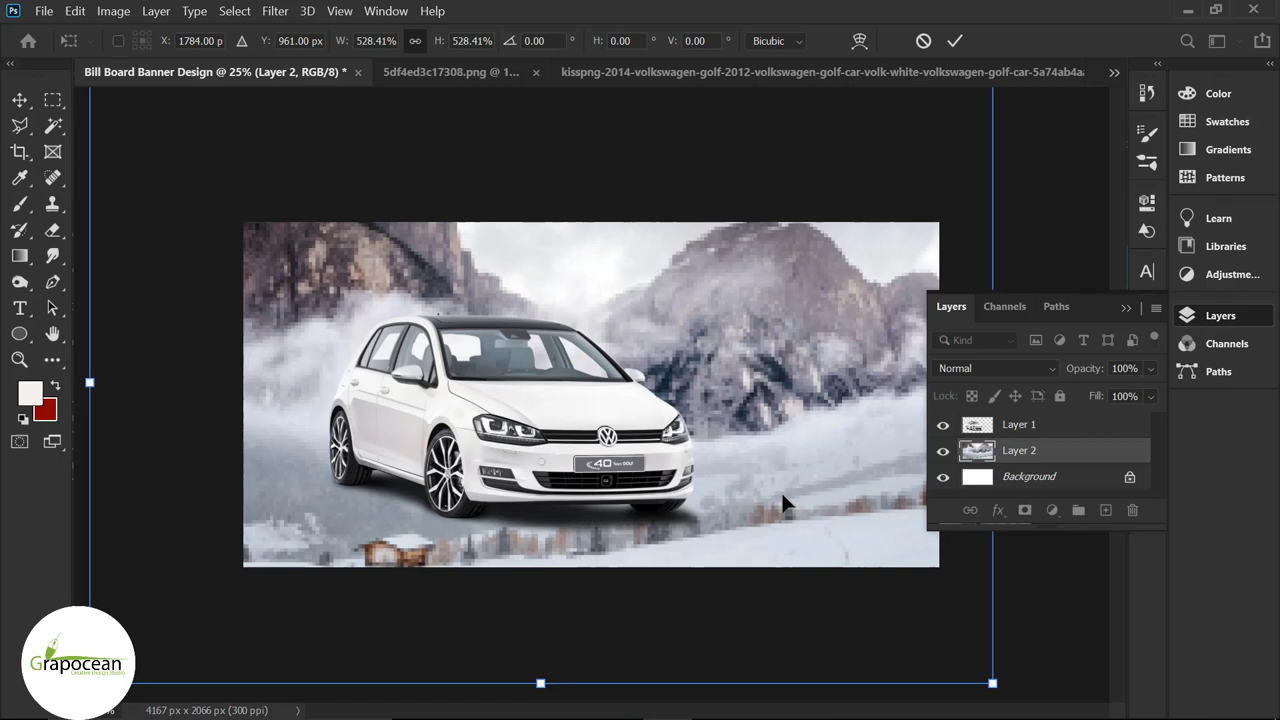 Ps File Edit Image Layer Type Select Filter 3D View Window Help
X: 1784.00 p Y: 961.00 px W: 528.41% H: 528.41% 0.00 ° H: 0.00 ° V: 0.00 ° Bicubic
Bill Board Banner Design @ 25% (Layer 2, RGB/8) * × 5df4ed3c17308.png @ 1... × kisspng-2014-volkswagen-golf-2012-volkswagen-golf-car-volk-white-volkswagen-golf-car-5a74ab4a
Color
Swatches
Gradients
Patterns
Learn
Libraries
Adjustme...
Layers
Channels
Paths
Layers Channels Paths
Kind
Normal Opacity: 100%
Lock: Fill: 100%
Layer 1
Layer 2
Background
fx
T
A
40 GOLF
Grapocean
Creative Design Studio
4167 px x 2066 px (300 ppi)